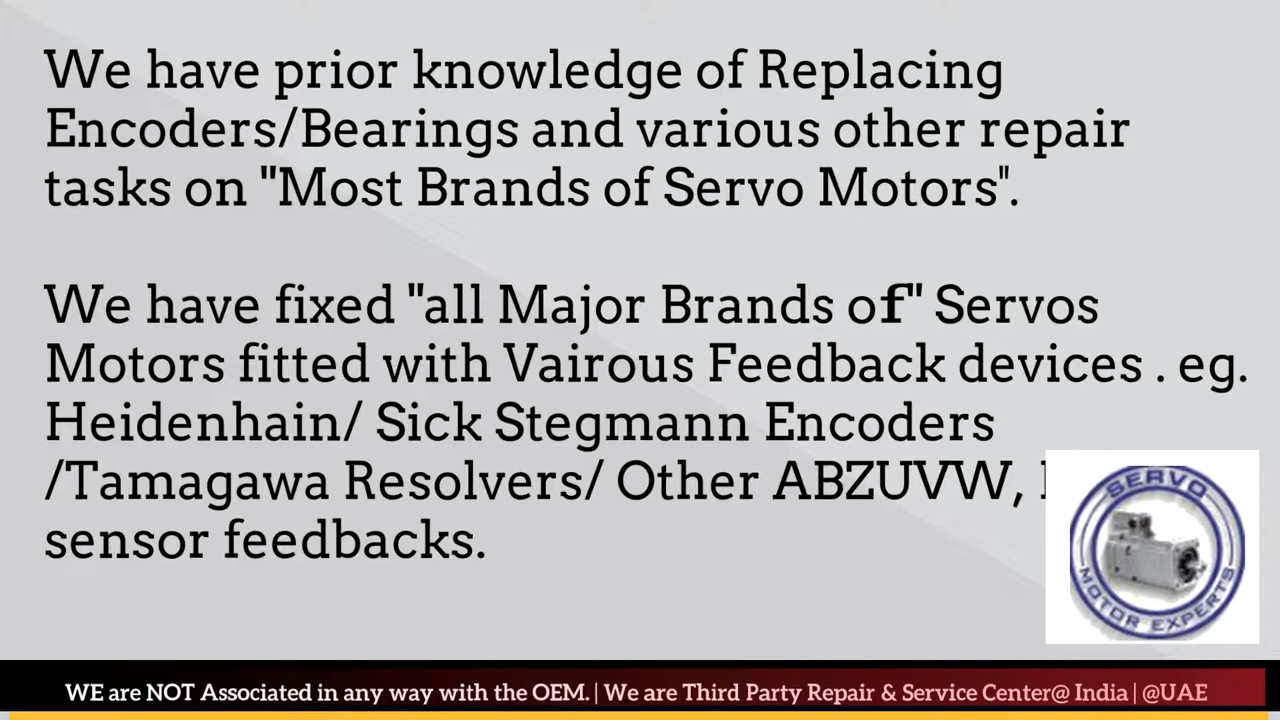 We have prior knowledge of Replacing
Encoders/Bearings and various other repair
tasks on "Most Brands of Servo Motors".
We have fixed "all Major Brands of" Servos
Motors fitted with Vairous Feedback devices . eg.
Heidenhain/ Sick Stegmann Encoders
/Tamagawa Resolvers/ Other ABZUVW,
sensor feedbacks.
SERVO
MOTOR EXPERTS
WE are NOT Associated in any way with the OEM. | We are Third Party Repair & Service Center@ India | @UAE